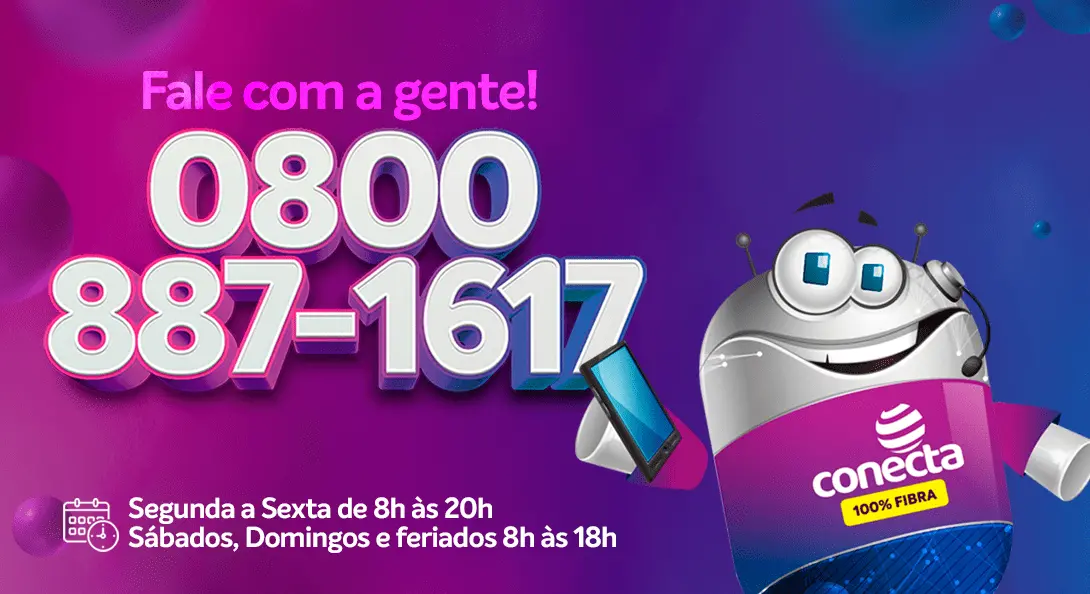 Fale com a gente!
0800
887-1617
conecta
100% FIBRA
Segunda a Sexta de 8h às 20h
Sábados, Domingos e feriados 8h às 18h